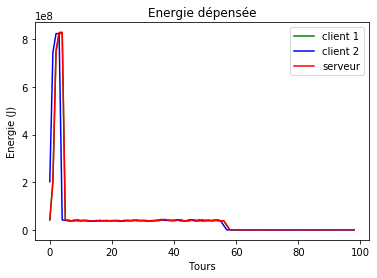 Energie dépensée
1e8
client 1
client 2
serveur
8
6
4
2
0
Energie (J)
0 20 40 60 80 100
Tours